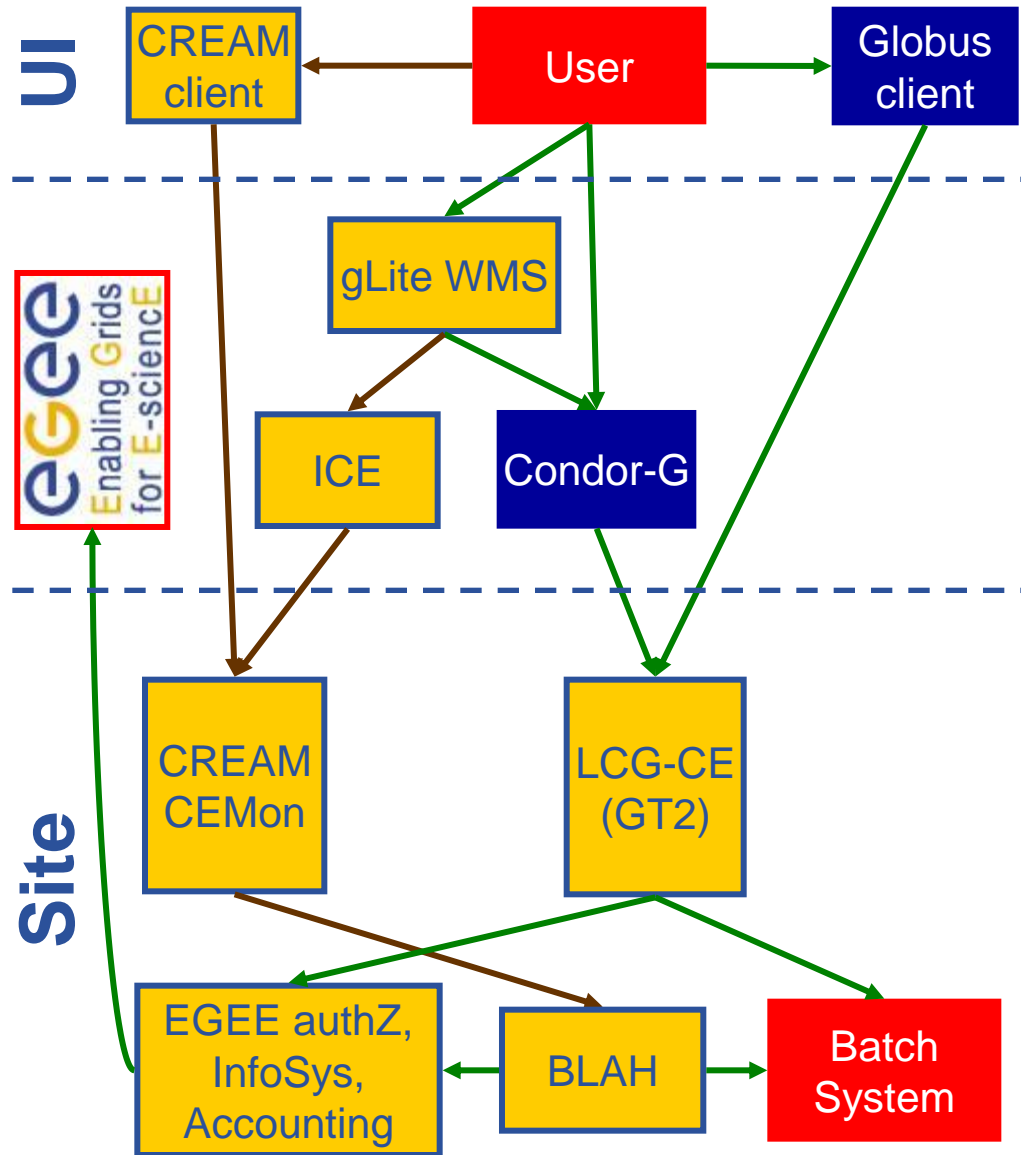 UI
CREAM
client
User
Globus
client
gLite WMS
eGee
Enabling Grids
for E-sciencE
ICE
Condor-G
Site
CREAM
CEMon
LCG-CE
(GT2)
EGEE authZ,
InfoSys,
Accounting
BLAH
Batch
System